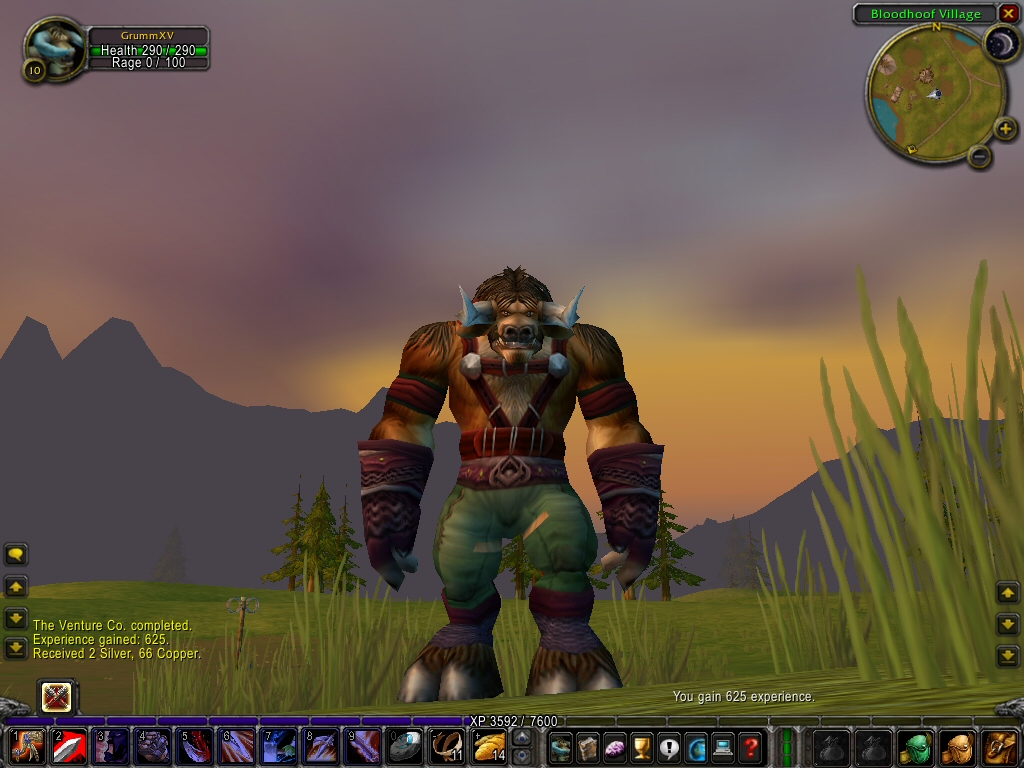 GrummXV
Health 290 / 290
Rage 0 / 100
10
Bloodhoof Village
N
The Venture Co. completed.
Experience gained: 625.
Received 2 Silver, 66 Copper.
You gain 625 experience.
XP 3592 / 7600
1 2 3 4 5 6 7 8 9 0 - +
11 14